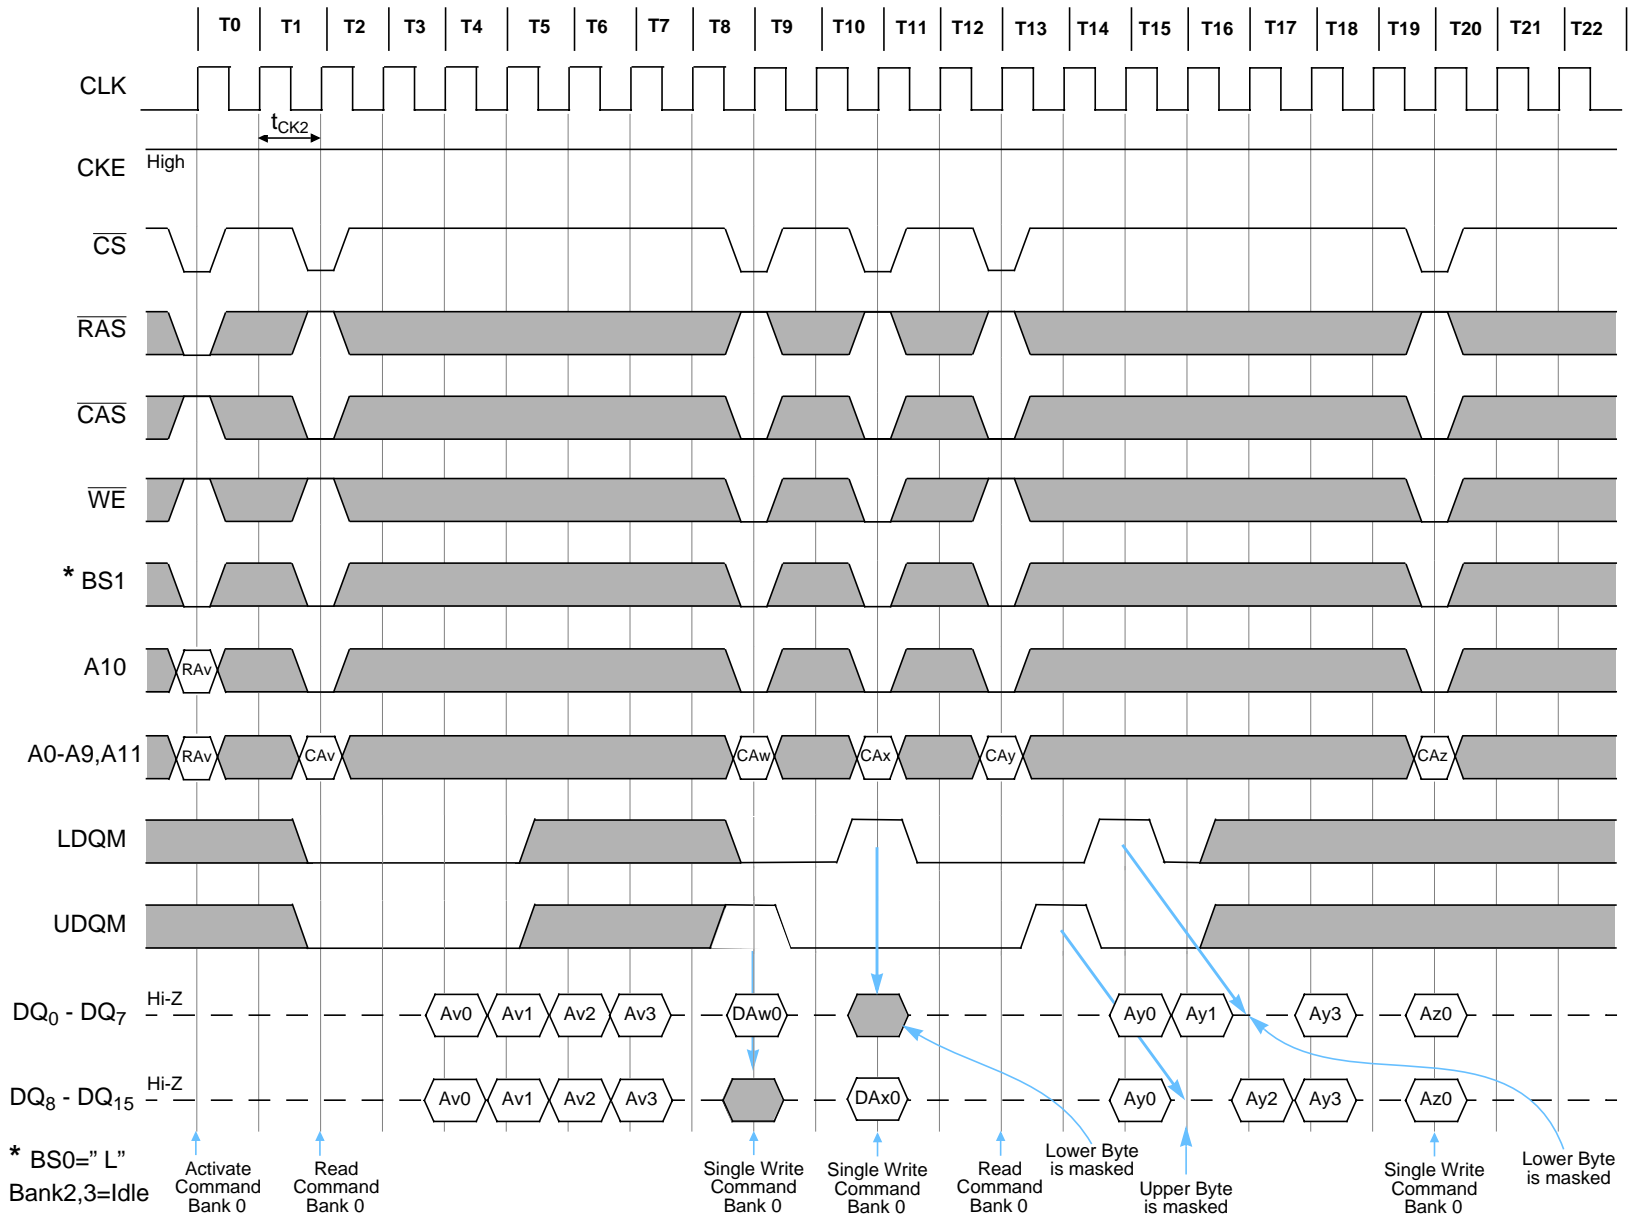 T0 T1 T2 T3 T4 T5 T6 T7 T8 T9 T10 T11 T12 T13 T14 T15 T16 T17 T18 T19 T20 T21 T22
CLK
tCK2
CKE High
CS
RAS
CAS
WE
* BS1
A10 RAv
A0-A9,A11 RAv CAv CAw CAx CAy CAz
LDQM
UDQM
DQ0 - DQ7 Hi-Z Av0 Av1 Av2 Av3 DAw0 Ay0 Ay1 Ay3 Az0
DQ8 - DQ15 Hi-Z Av0 Av1 Av2 Av3 DAx0 Ay0 Ay2 Ay3 Az0
* BS0=” L”
Bank2,3=Idle
Activate
Command
Bank 0
Read
Command
Bank 0
Single Write
Command
Bank 0
Single Write
Command
Bank 0
Read
Command
Bank 0
Lower Byte
is masked
Upper Byte
is masked
Single Write
Command
Bank 0
Lower Byte
is masked